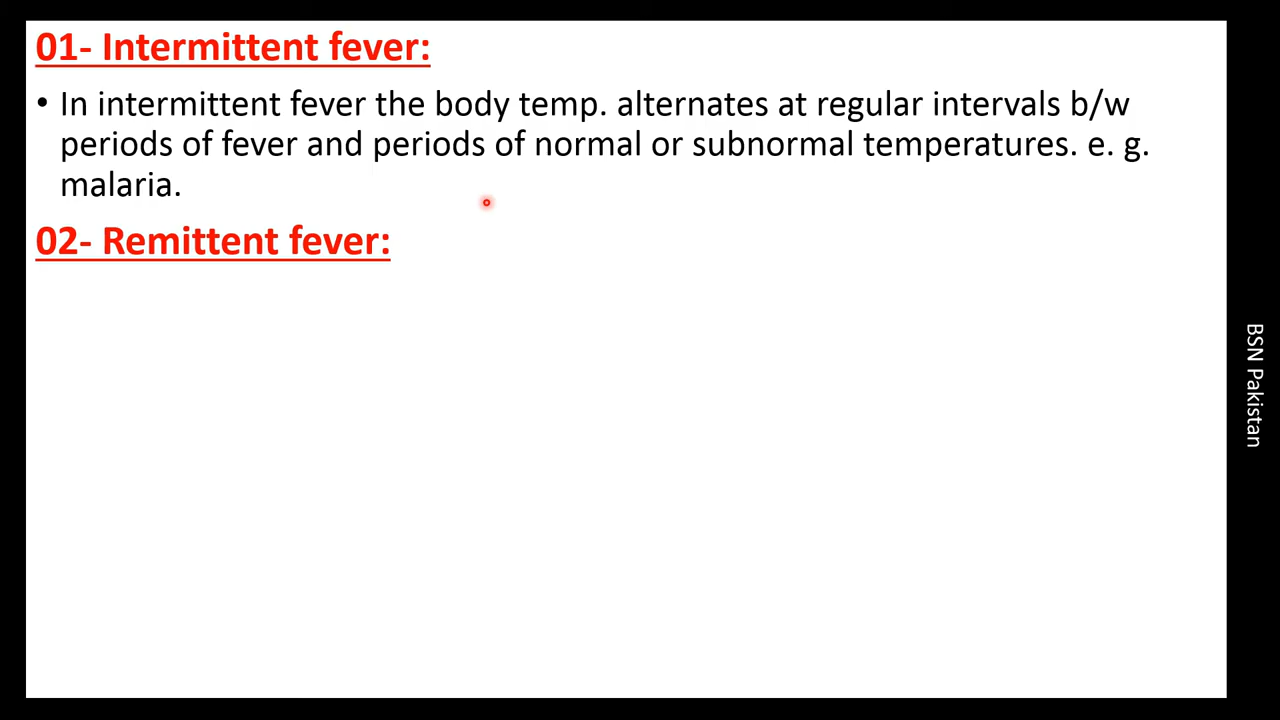 01- Intermittent fever:
• In intermittent fever the body temp. alternates at regular intervals b/w
periods of fever and periods of normal or subnormal temperatures. e. g.
malaria.
02- Remittent fever:
BSN Pakistan